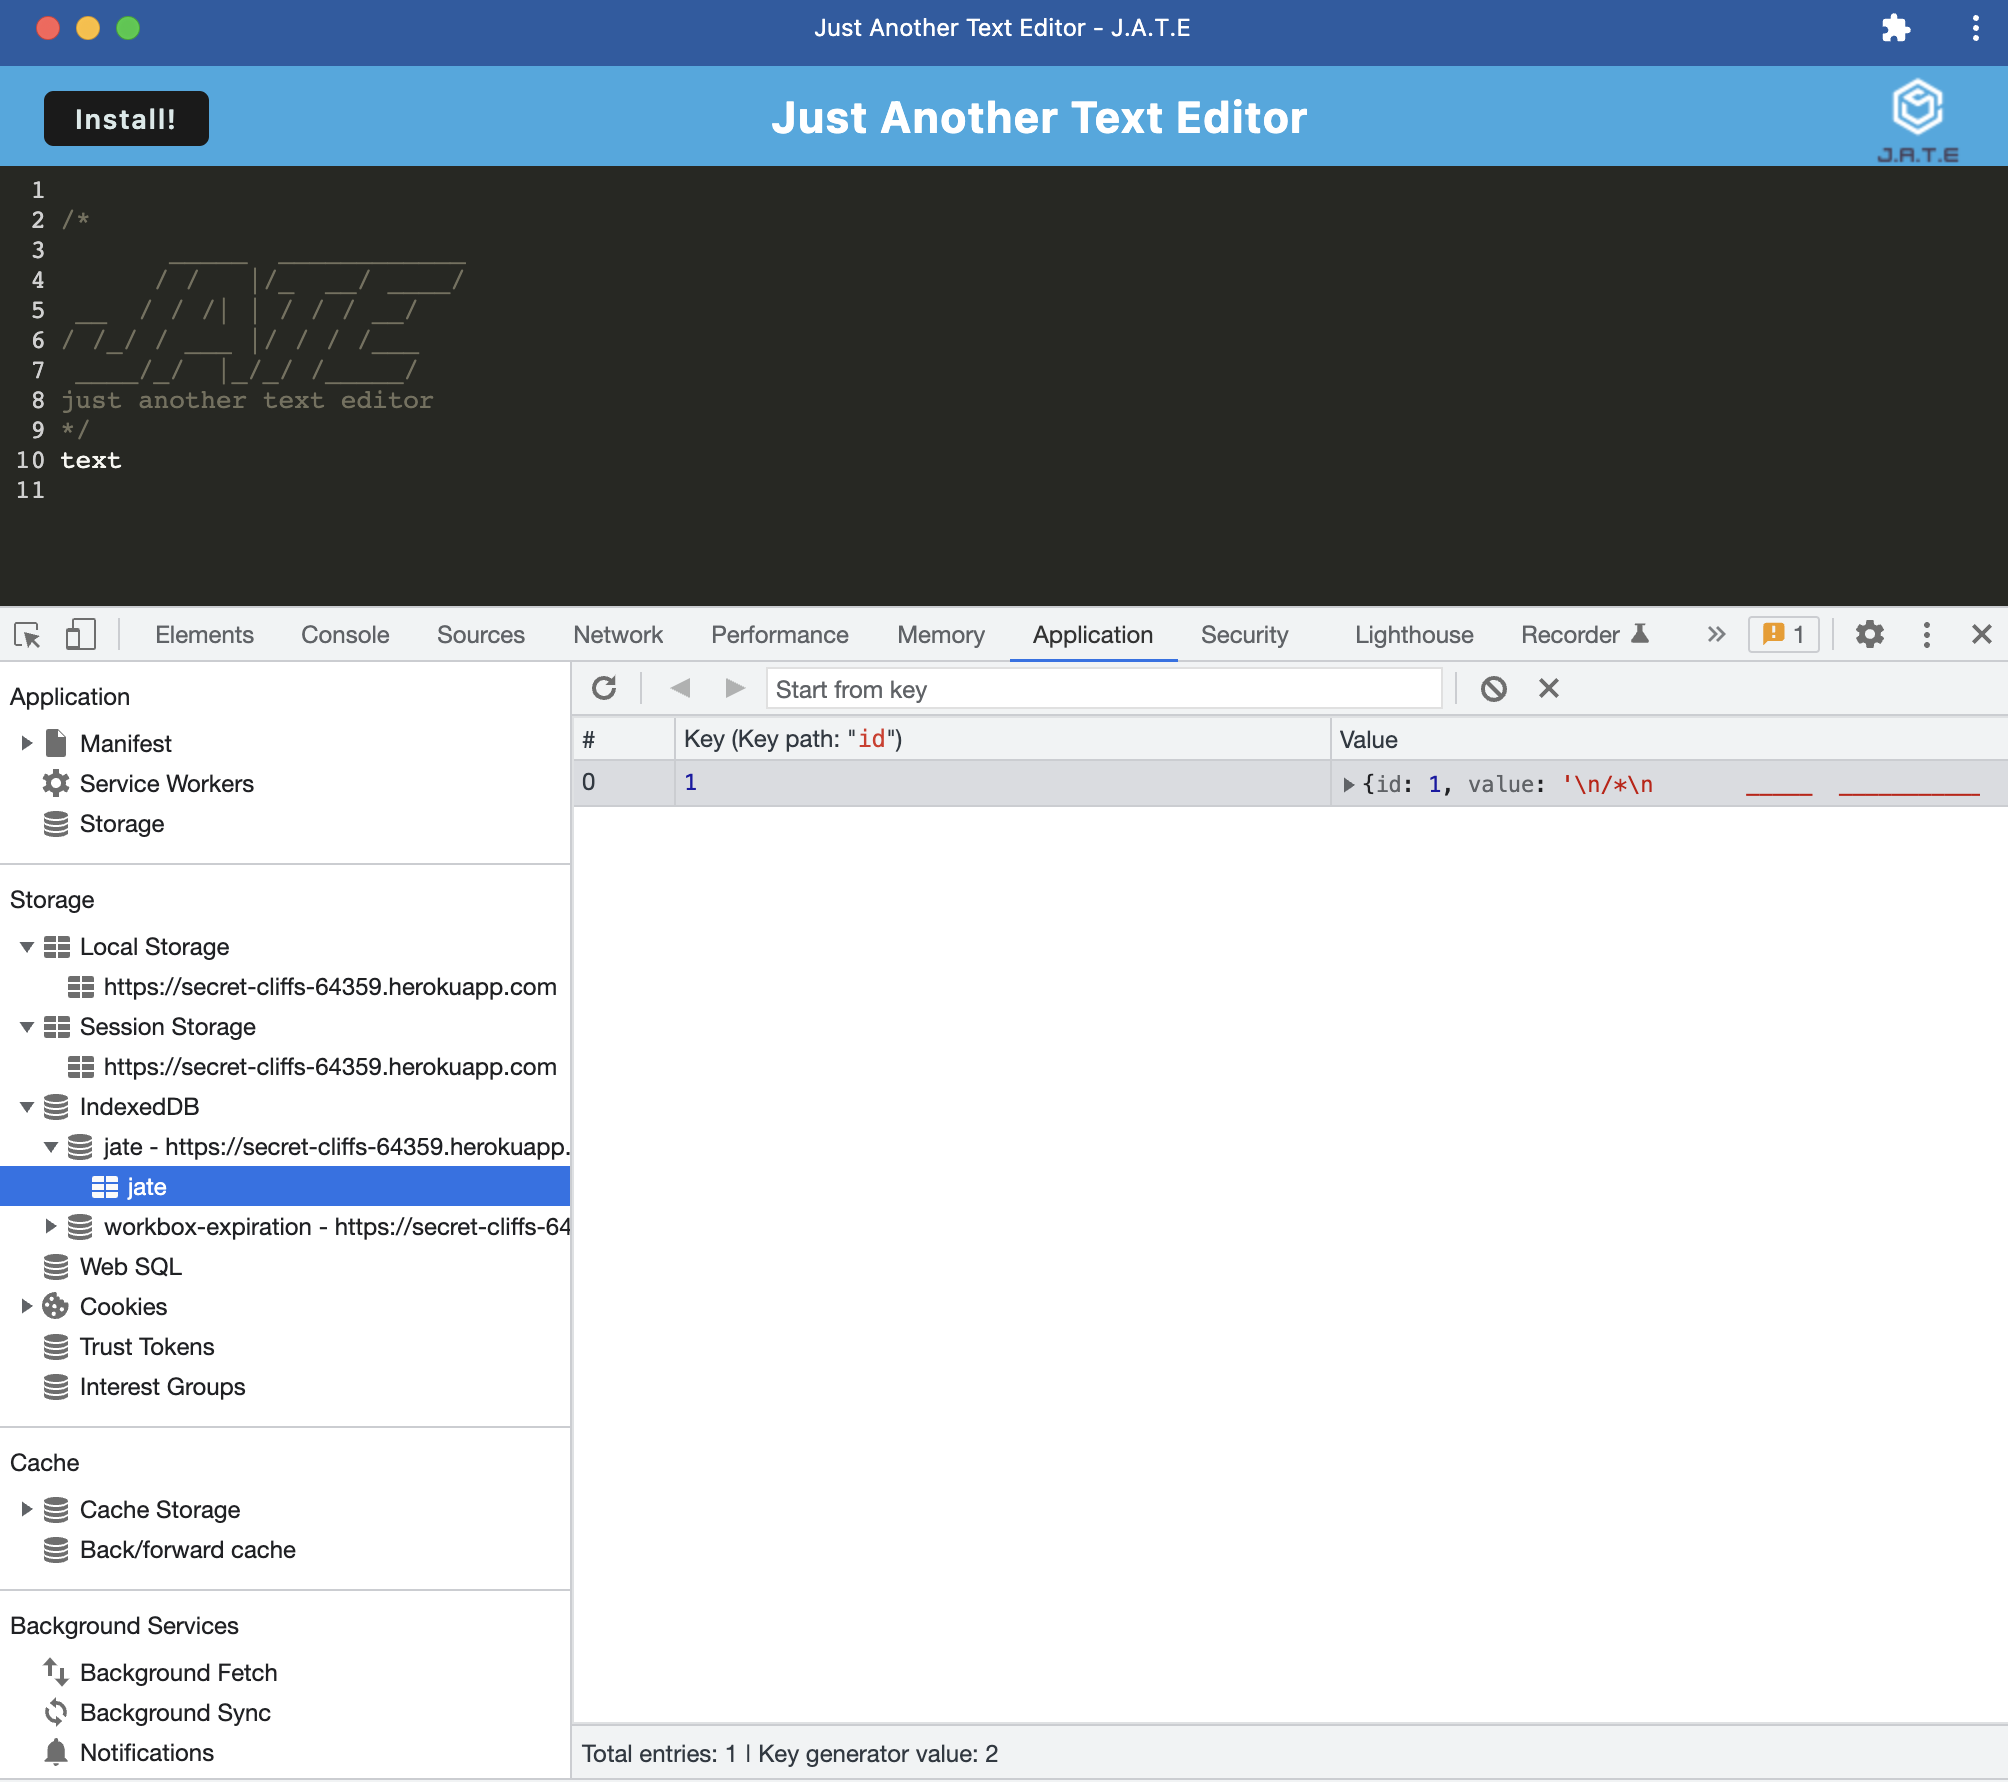 Just Another Text Editor - J.A.T.E
Install!
Just Another Text Editor
J.A.T.E
1
2 /*
3      _____  ____________
4       / /   |/_  __/ ____/
5  __  / / /| | / / / __/
6 / /_/ / ___ |/ / / /___
7  ____/_/  |_/_/ /_____/
8 just another text editor
9 */
10 text
11
Elements Console Sources Network Performance Memory Application Security Lighthouse Recorder » 1
Application
Manifest
Service Workers
Storage
Storage
Local Storage
https://secret-cliffs-64359.herokuapp.com
Session Storage
https://secret-cliffs-64359.herokuapp.com
IndexedDB
jate - https://secret-cliffs-64359.herokuapp.
jate
workbox-expiration - https://secret-cliffs-64
Web SQL
Cookies
Trust Tokens
Interest Groups
Cache
Cache Storage
Back/forward cache
Background Services
Background Fetch
Background Sync
Notifications
Start from key
# Key (Key path: "id") Value
0 1 {id: 1, value: '\n/*\n       _____  ___________
Total entries: 1 | Key generator value: 2